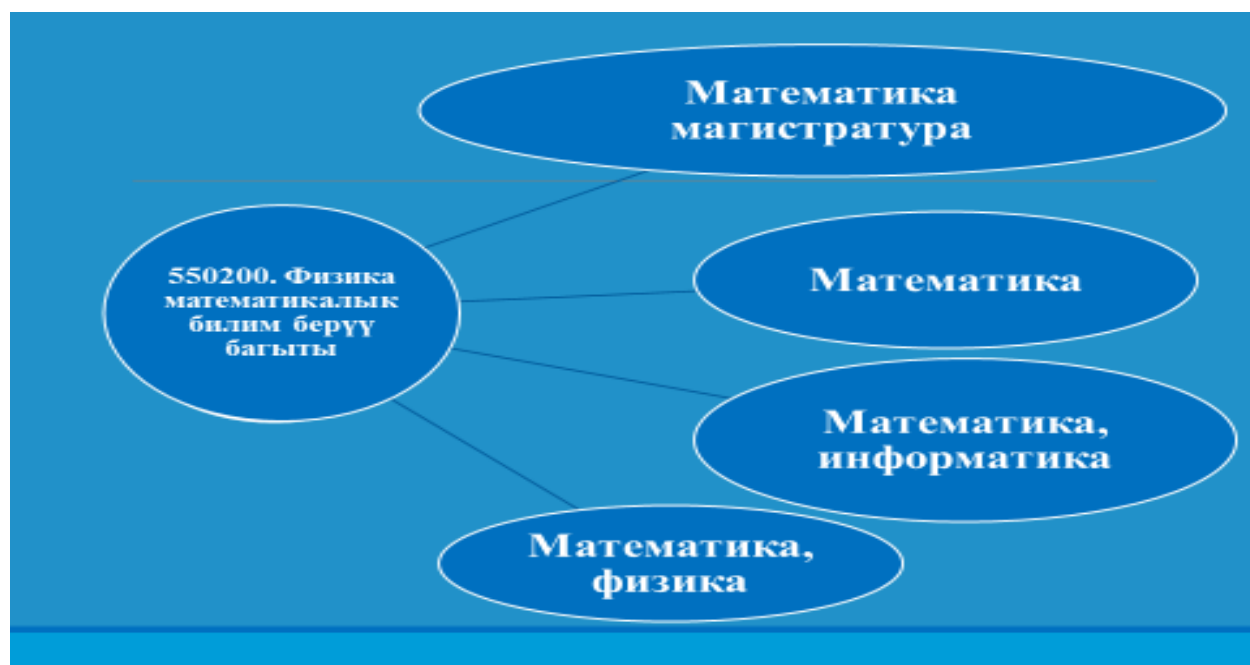 Математика
магистратура
550200. Физика
математикалык
билим берүү
багыты
Математика
Математика,
информатика
Математика,
физика